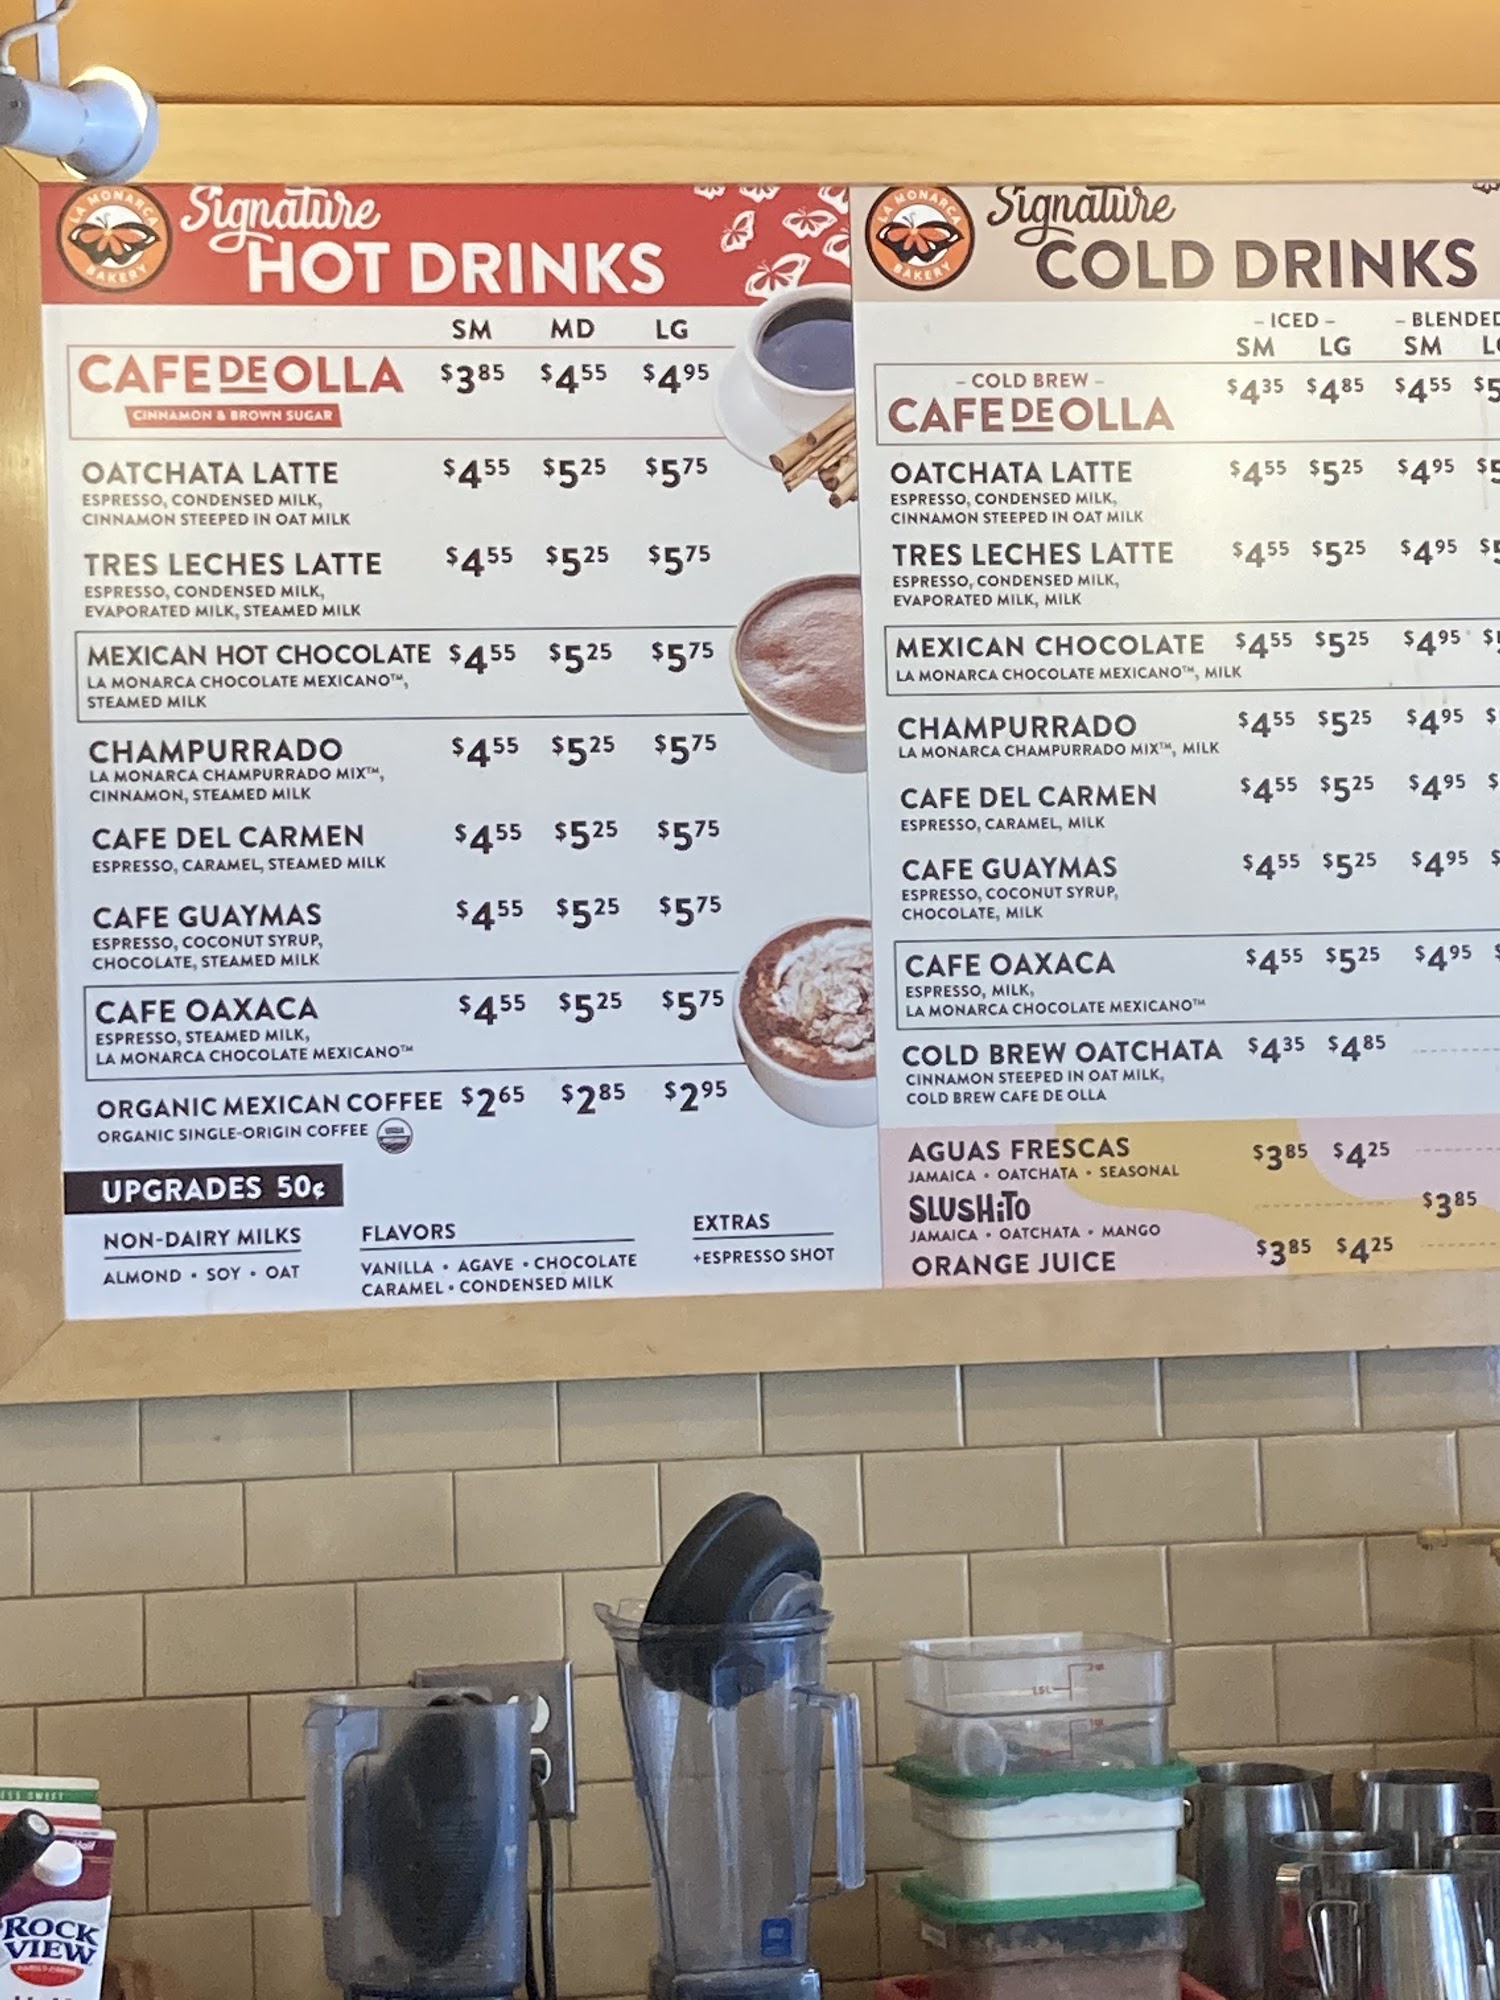 LA MONARCA
BAKERY
Signature
HOT DRINKS
SM MD LG
CAFE DE OLLA $3.85 $4.55 $4.95
CINNAMON & BROWN SUGAR
OATCHATA LATTE $4.55 $5.25 $5.75
ESPRESSO, CONDENSED MILK,
CINNAMON STEEPED IN OAT MILK
TRES LECHES LATTE $4.55 $5.25 $5.75
ESPRESSO, CONDENSED MILK,
EVAPORATED MILK, STEAMED MILK
MEXICAN HOT CHOCOLATE $4.55 $5.25 $5.75
LA MONARCA CHOCOLATE MEXICANO™,
STEAMED MILK
CHAMPURRADO $4.55 $5.25 $5.75
LA MONARCA CHAMPURRADO MIX™,
CINNAMON, STEAMED MILK
CAFE DEL CARMEN $4.55 $5.25 $5.75
ESPRESSO, CARAMEL, STEAMED MILK
CAFE GUAYMAS $4.55 $5.25 $5.75
ESPRESSO, COCONUT SYRUP,
CHOCOLATE, STEAMED MILK
CAFE OAXACA $4.55 $5.25 $5.75
ESPRESSO, STEAMED MILK,
LA MONARCA CHOCOLATE MEXICANO™
ORGANIC MEXICAN COFFEE $2.65 $2.85 $2.95
ORGANIC SINGLE-ORIGIN COFFEE
UPGRADES 50¢
NON-DAIRY MILKS
ALMOND • SOY • OAT
FLAVORS
VANILLA • AGAVE • CHOCOLATE
CARAMEL • CONDENSED MILK
EXTRAS
+ESPRESSO SHOT
LA MONARCA
BAKERY
Signature
COLD DRINKS
- ICED - - BLENDED
SM LG SM
- COLD BREW -
CAFE DE OLLA $4.35 $4.85 $4.55 $5
OATCHATA LATTE $4.55 $5.25 $4.95 $5
ESPRESSO, CONDENSED MILK,
CINNAMON STEEPED IN OAT MILK
TRES LECHES LATTE $4.55 $5.25 $4.95 $5
ESPRESSO, CONDENSED MILK,
EVAPORATED MILK, MILK
MEXICAN CHOCOLATE $4.55 $5.25 $4.95 $
LA MONARCA CHOCOLATE MEXICANO™, MILK
CHAMPURRADO $4.55 $5.25 $4.95 $
LA MONARCA CHAMPURRADO MIX™, MILK
CAFE DEL CARMEN $4.55 $5.25 $4.95 $
ESPRESSO, CARAMEL, MILK
CAFE GUAYMAS $4.55 $5.25 $4.95 $
ESPRESSO, COCONUT SYRUP,
CHOCOLATE, MILK
CAFE OAXACA $4.55 $5.25 $4.95 $
ESPRESSO, MILK,
LA MONARCA CHOCOLATE MEXICANO™
COLD BREW OATCHATA $4.35 $4.85
CINNAMON STEEPED IN OAT MILK,
COLD BREW CAFE DE OLLA
AGUAS FRESCAS $3.85 $4.25
JAMAICA • OATCHATA • SEASONAL
SLUSHiTO $3.85
JAMAICA • OATCHATA • MANGO
ORANGE JUICE $3.85 $4.25
ROCK
VIEW